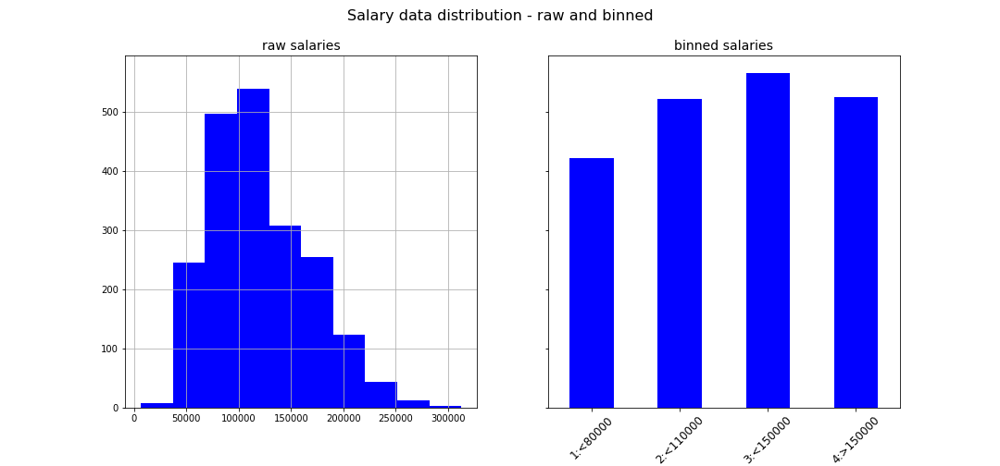 Salary data distribution - raw and binned
raw salaries
binned salaries
500
400
300
200
100
0
0 50000 100000 150000 200000 250000 300000
1:<80000
2:<110000
3:<150000
4:>150000